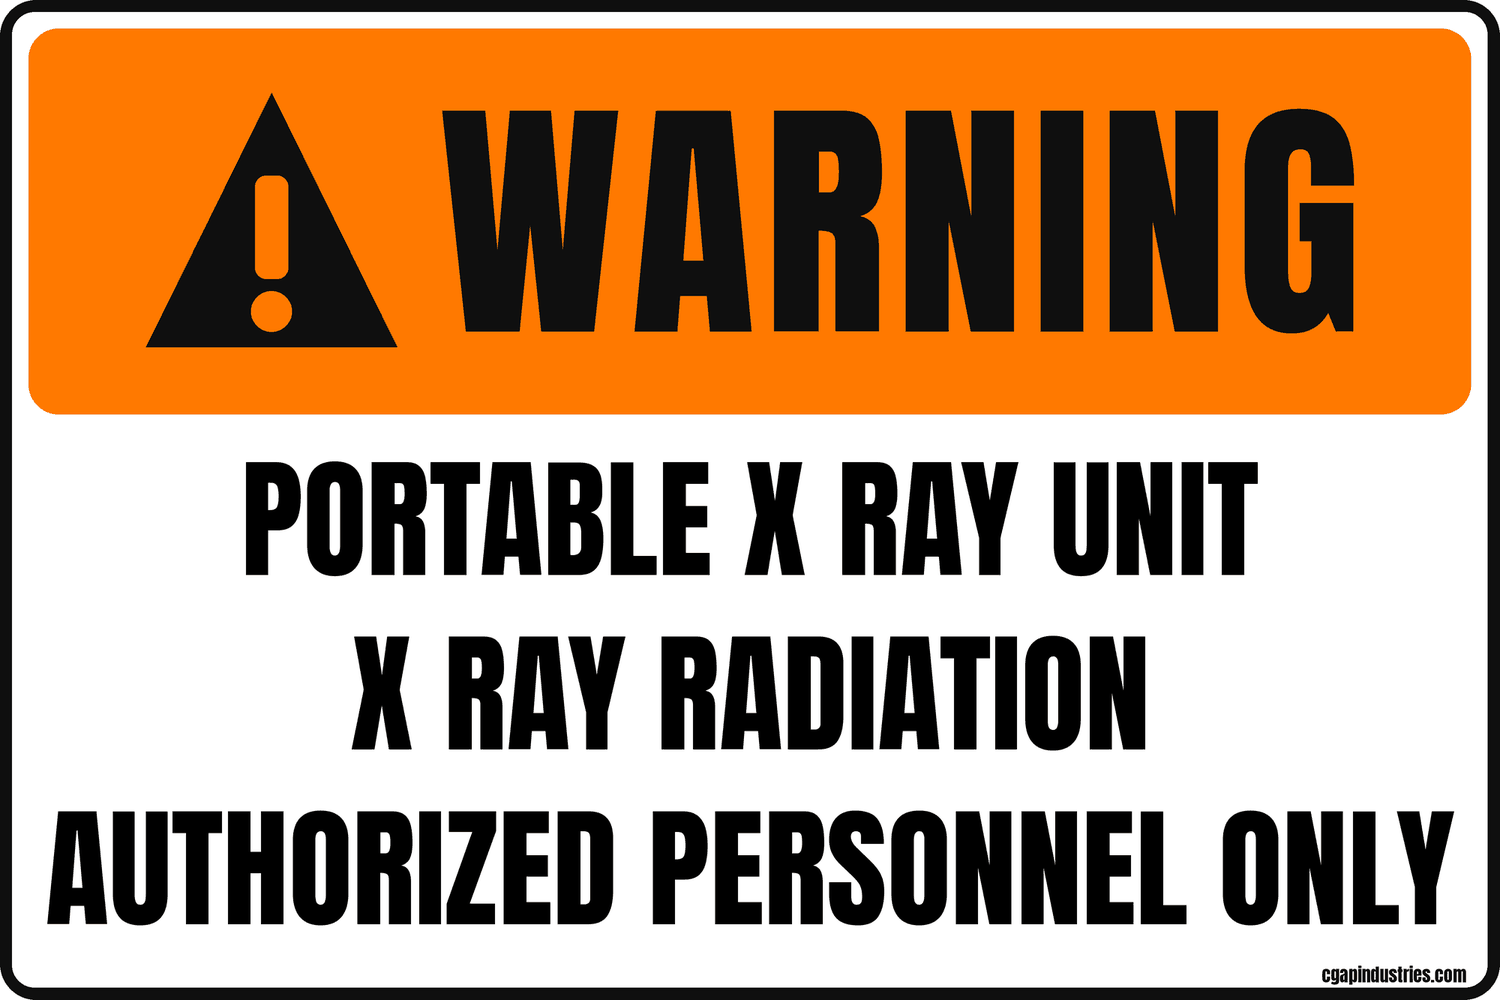 WARNING
PORTABLE X RAY UNIT
X RAY RADIATION
AUTHORIZED PERSONNEL ONLY
cgapindustries.com